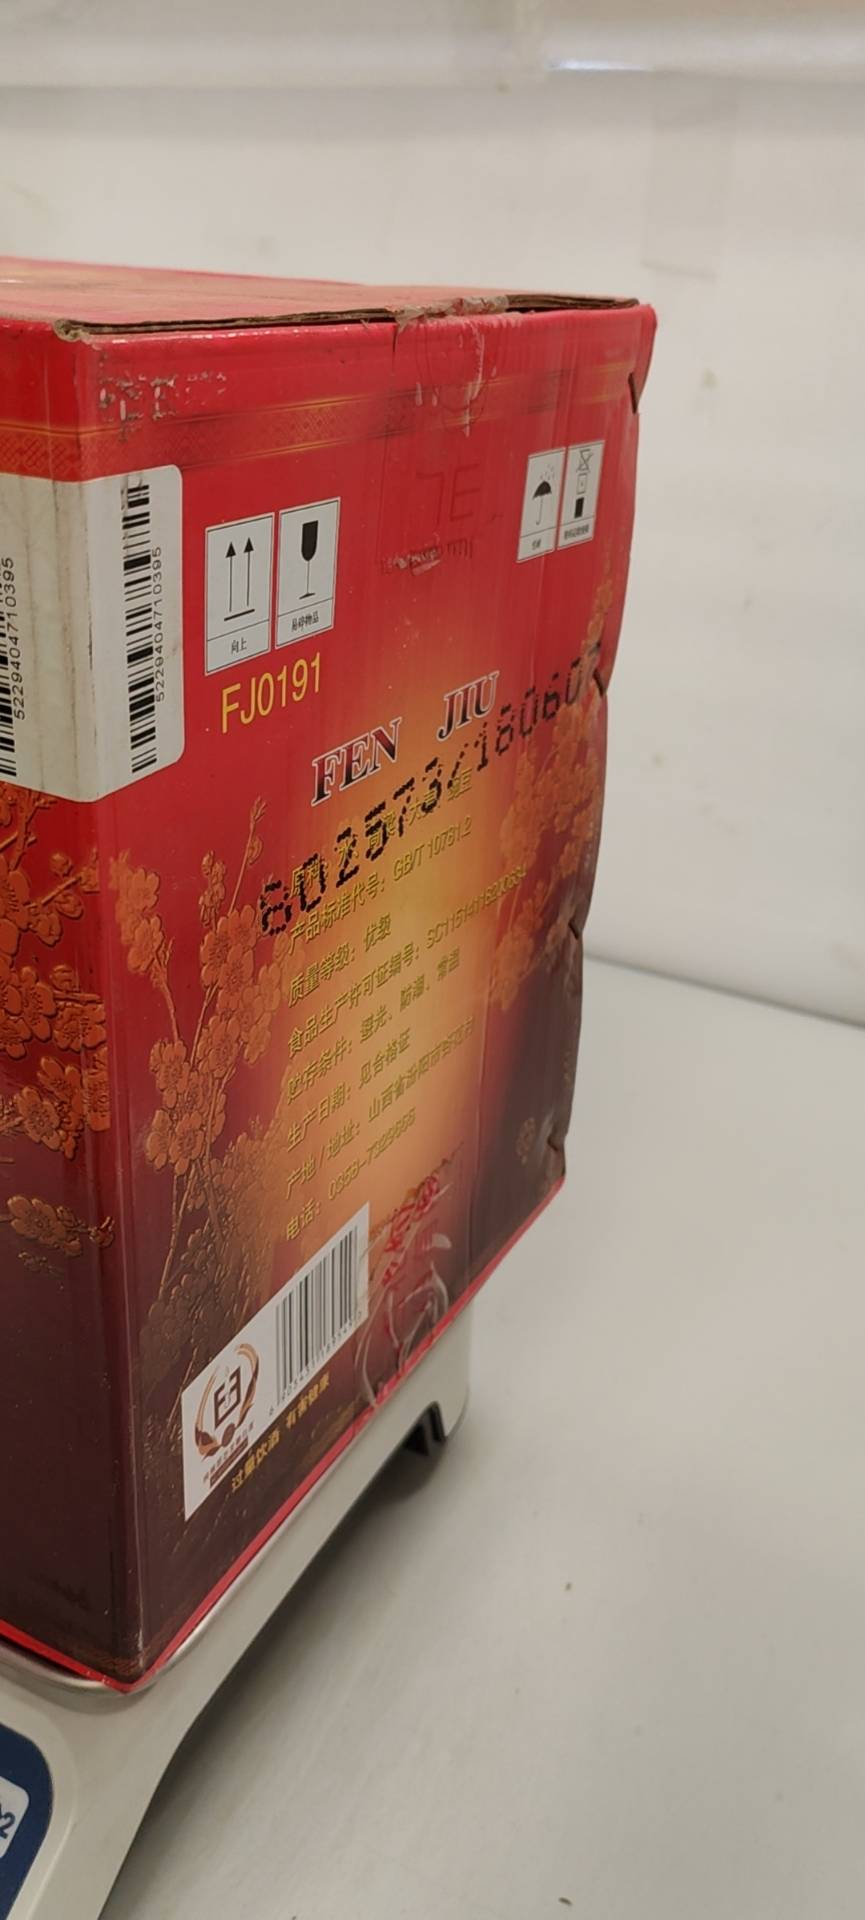 5229404710395
5229404710395
向上
易碎物品
FJ0191
FEN JIU
产品标准代号：GB/T 10781.2
质量等级：优级
食品生产许可证编号：SC11514118200664
贮存条件：避光、防潮、常温
生产日期：见合格证
产地/地址：山西省汾阳市杏花村
电话：0358-7329666
过量饮酒 有害健康